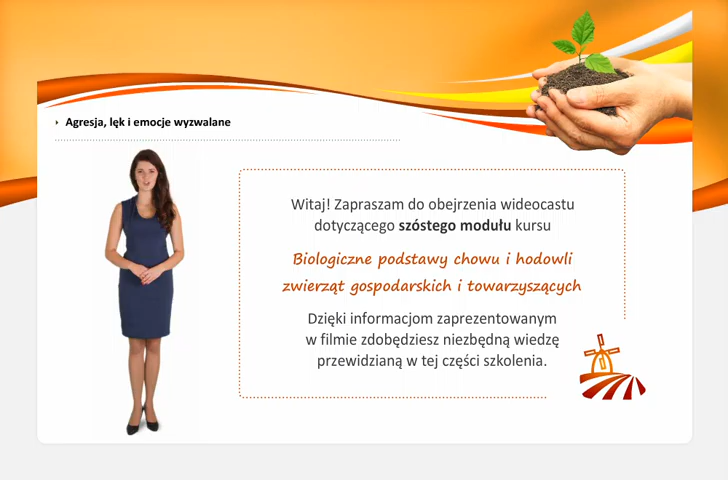 Agresja, lęk i emocje wyzwalane
Witaj! Zapraszam do obejrzenia wideocastu
dotyczącego szóstego modułu kursu
Biologiczne podstawy chowu i hodowli
zwierząt gospodarskich i towarzyszących
Dzięki informacjom zaprezentowanym
w filmie zdobędziesz niezbędną wiedzę
przewidzianą w tej części szkolenia.